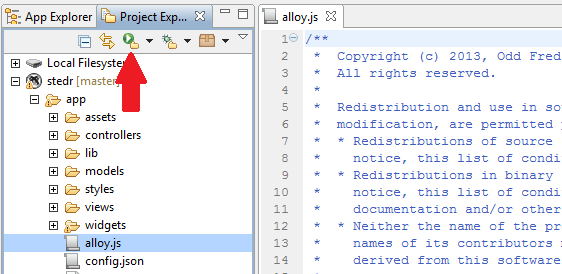 App Explorer
Project Exp...
Local Filesystem
stedr [master]
app
assets
controllers
lib
models
styles
views
widgets
alloy.js
config.json
alloy.js
1 /**
2 * Copyright (c) 2013, Odd Fred
3 * All rights reserved.
4 *
5 * Redistribution and use in so
6 * modification, are permitted
7 * * Redistributions of source
8 * notice, this list of condi
9 * * Redistributions in binary
10 * notice, this list of condi
11 * documentation and/or other
12 * * Neither the name of the pr
13 * names of its contributors
14 * derived from this software